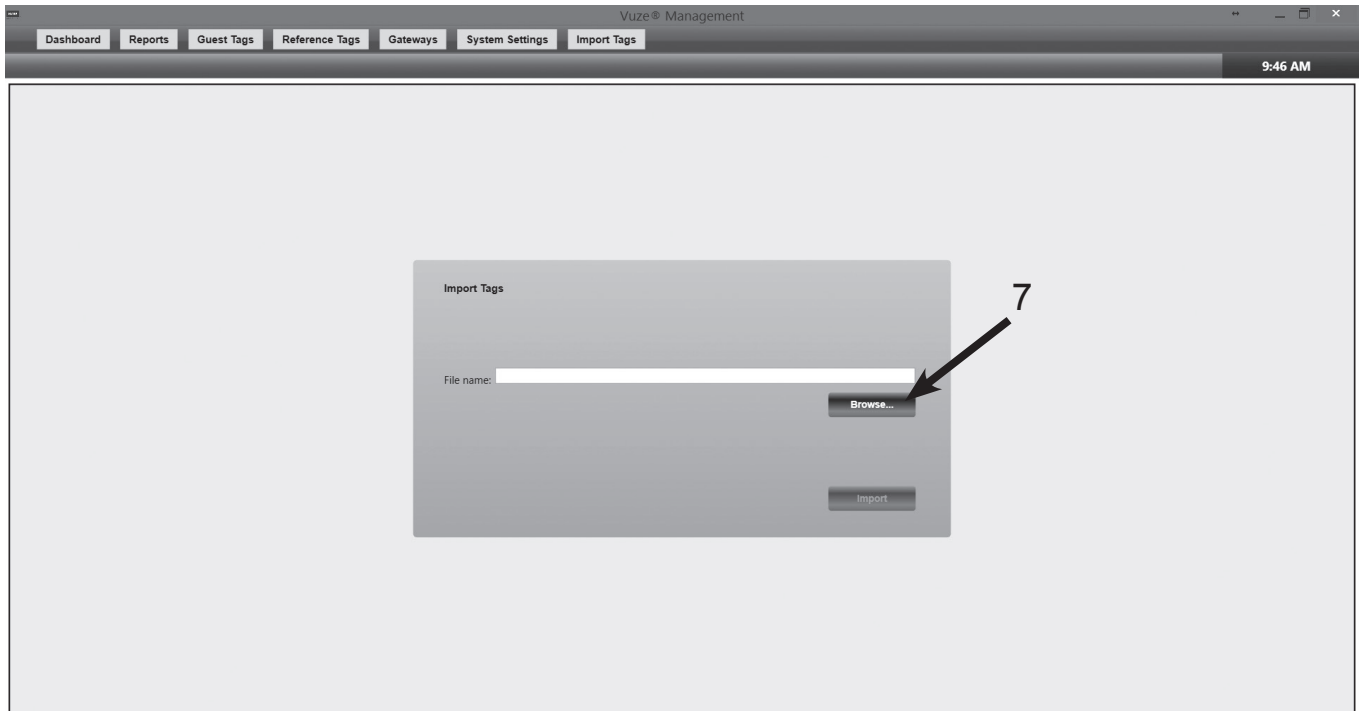 Vuze® Management
Dashboard Reports Guest Tags Reference Tags Gateways System Settings Import Tags
9:46 AM
Import Tags
7
File name:
Browse...
Import